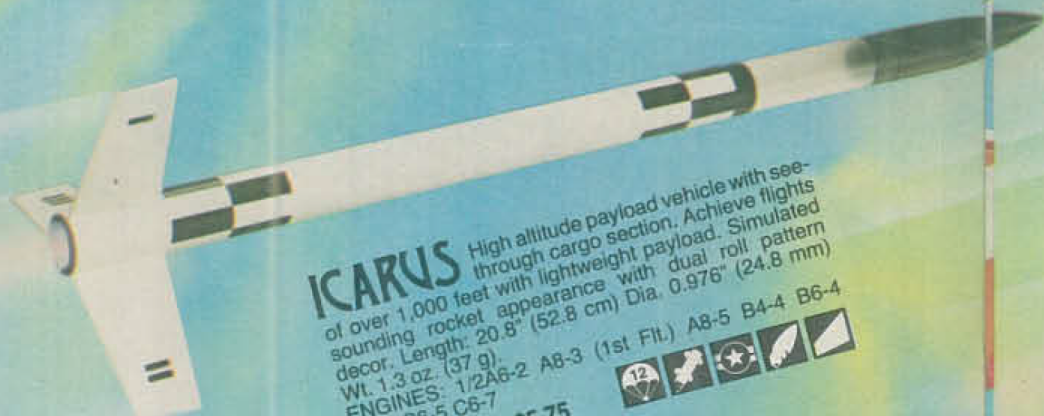 ICARUS High altitude payload vehicle with see-
through cargo section. Achieve flights
of over 1,000 feet with lightweight payload. Simulated
sounding rocket appearance with dual roll pattern
decor. Length: 20.8" (52.8 cm) Dia. 0.976" (24.8 mm)
Wt. 1.3 oz. (37 g).
ENGINES: 1/2A6-2 A8-3 (1st Flt.) A8-5 B4-4 B6-4
C6-7
12